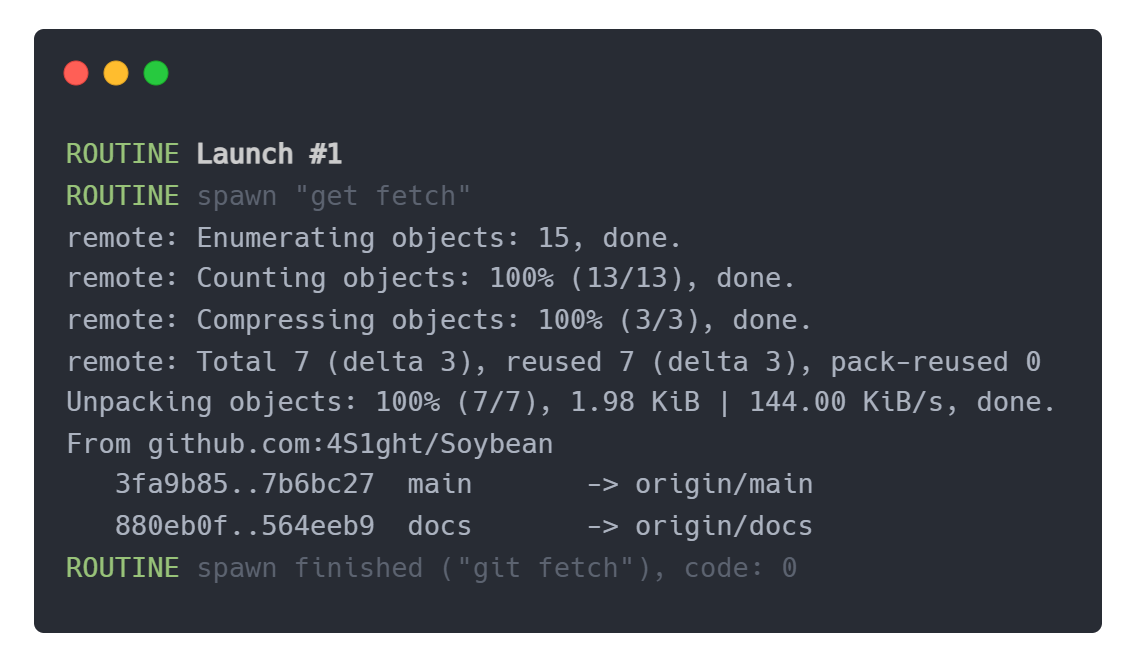 ROUTINE Launch #1
ROUTINE spawn "get fetch"
remote: Enumerating objects: 15, done.
remote: Counting objects: 100% (13/13), done.
remote: Compressing objects: 100% (3/3), done.
remote: Total 7 (delta 3), reused 7 (delta 3), pack-reused 0
Unpacking objects: 100% (7/7), 1.98 KiB | 144.00 KiB/s, done.
From github.com:4S1ght/Soybean
   3fa9b85..7b6bc27  main       -> origin/main
   880eb0f..564eeb9  docs       -> origin/docs
ROUTINE spawn finished ("git fetch"), code: 0